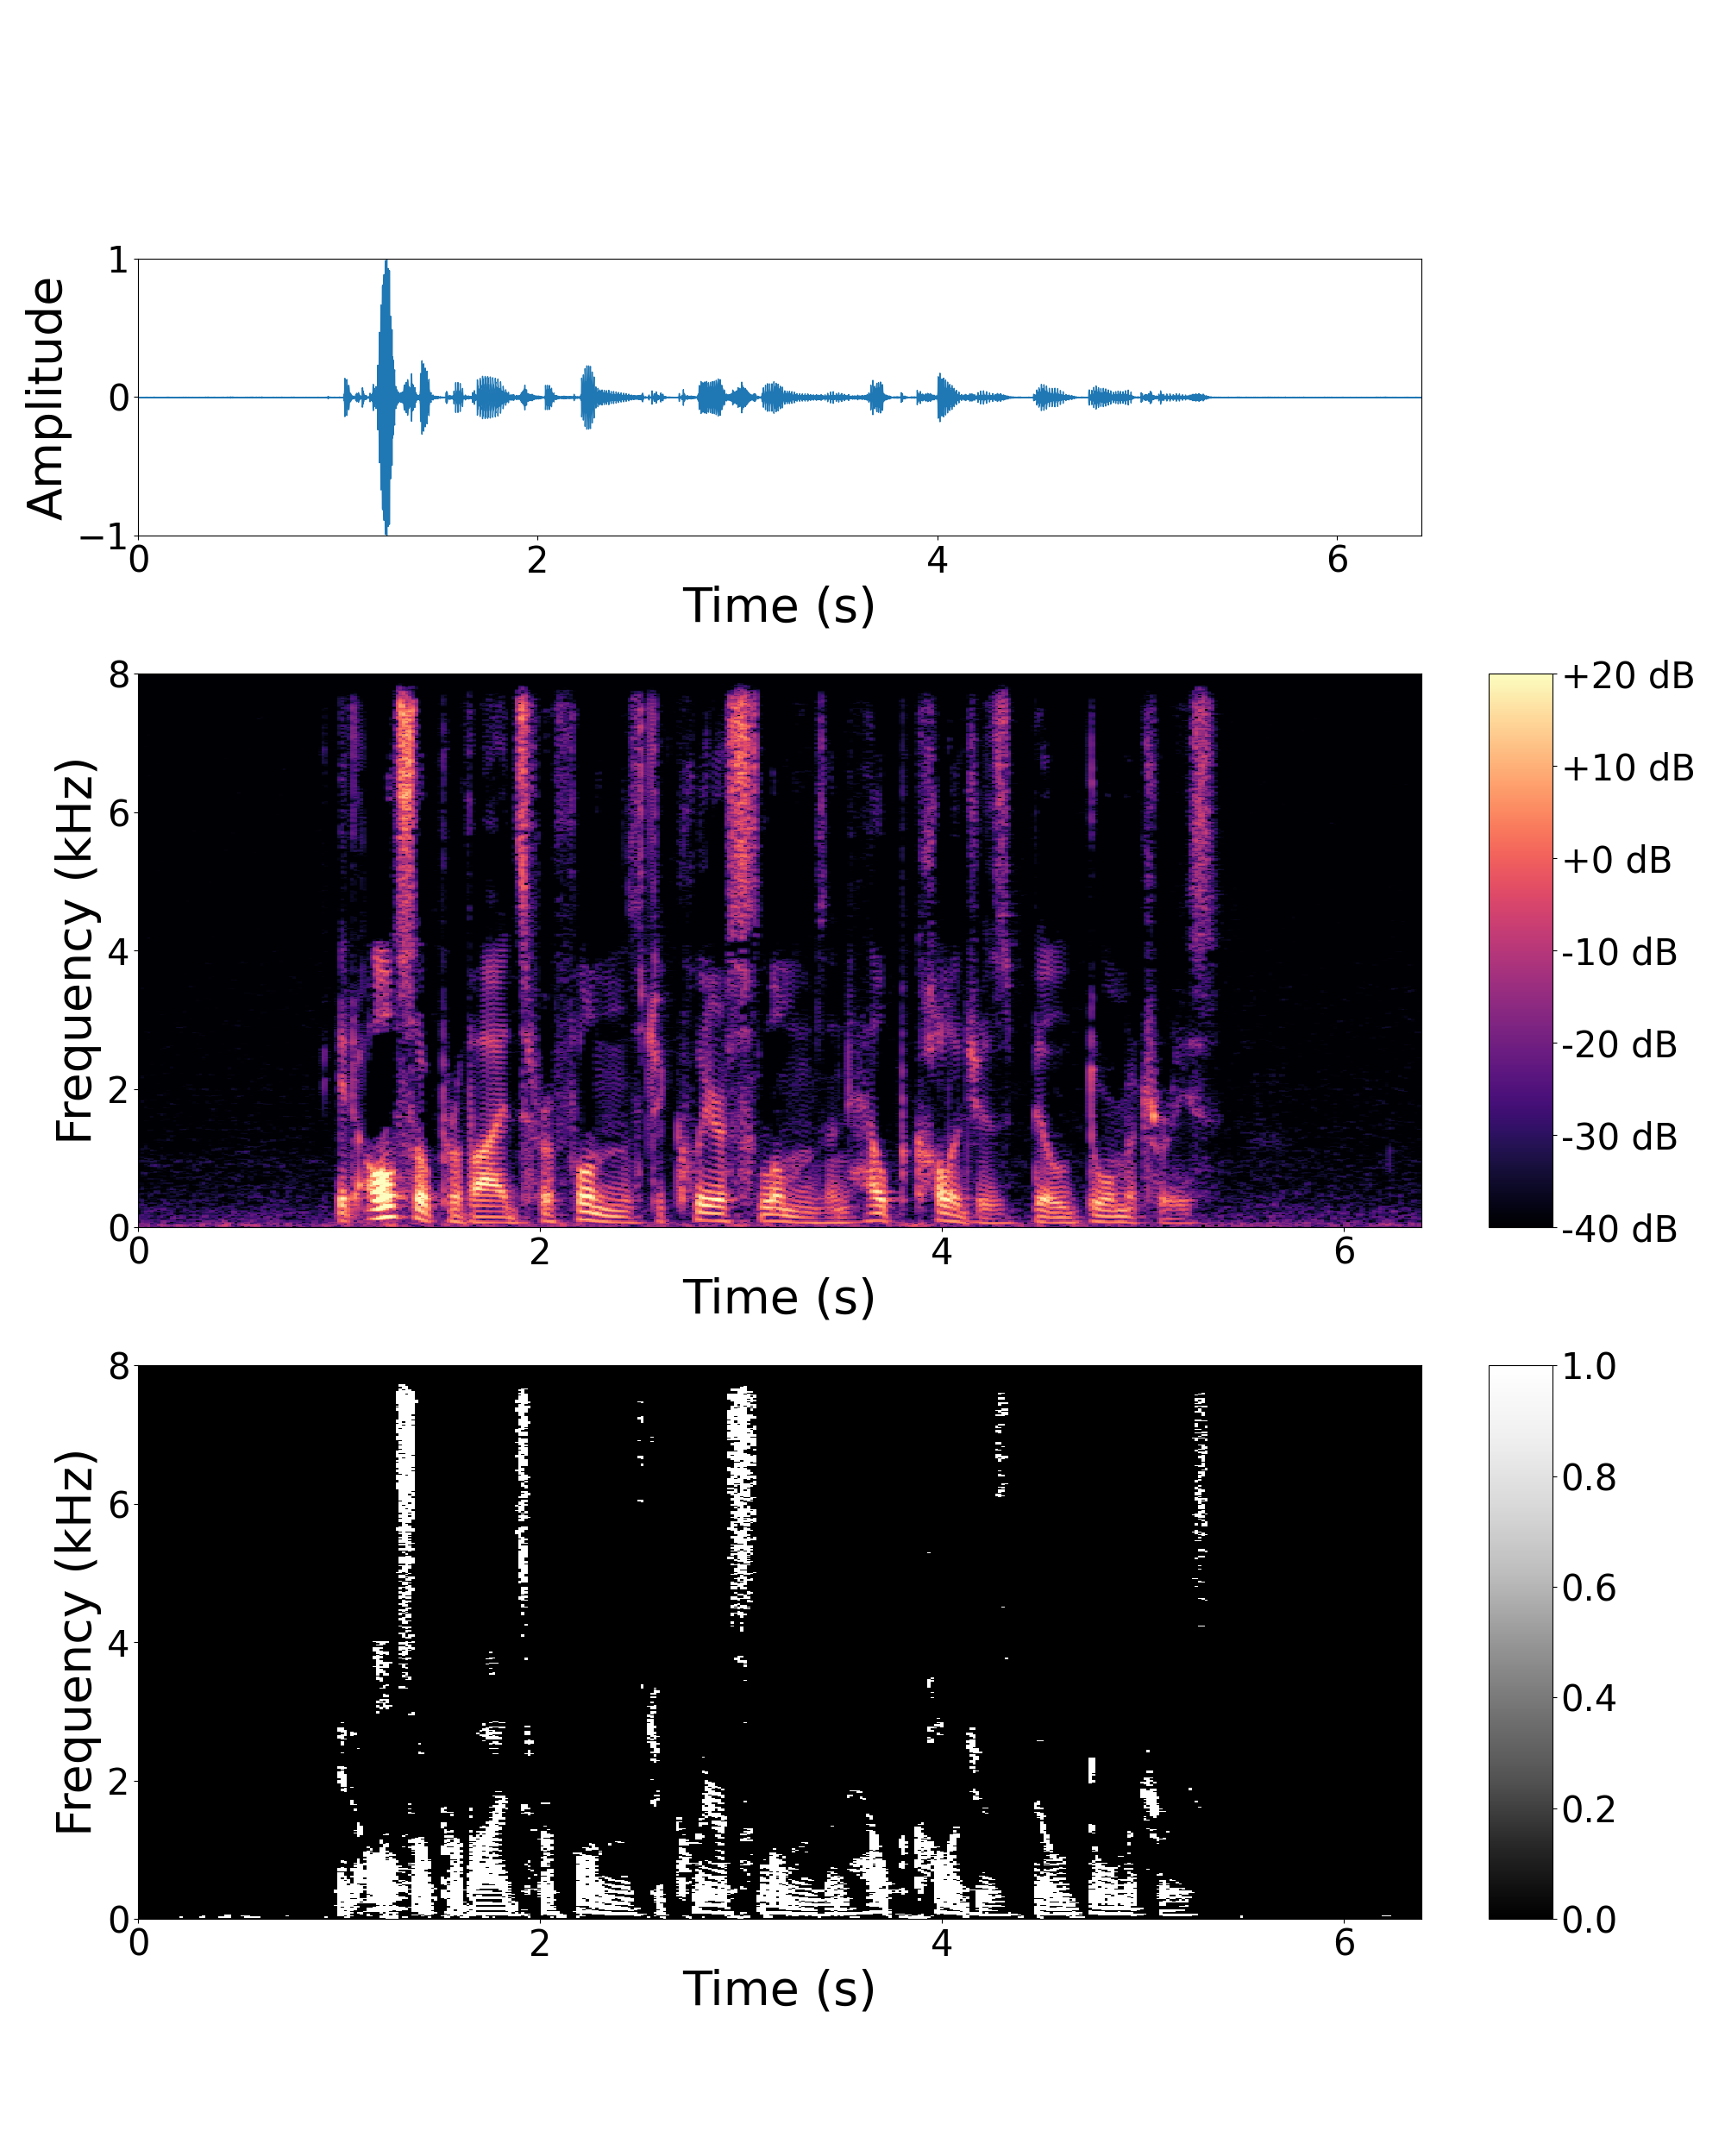 1
0
−1
Amplitude
0 2 4 6
Time (s)
8
6
4
2
0
Frequency (kHz)
0 2 4 6
Time (s)
+20 dB
+10 dB
+0 dB
-10 dB
-20 dB
-30 dB
-40 dB
8
6
4
2
0
Frequency (kHz)
0 2 4 6
Time (s)
1.0
0.8
0.6
0.4
0.2
0.0